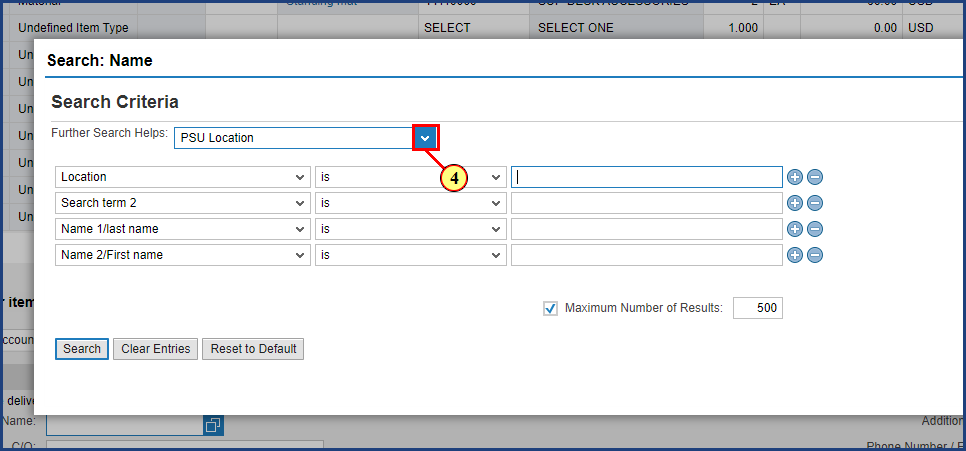 Undefined Item Type SELECT SELECT ONE 1.000 0.00 USD
Un
Search: Name
Un
Search Criteria
Un
Further Search Helps: PSU Location
Un
Un
Location is
4
Un
Search term 2 is
Un
Name 1/last name is
Name 2/First name is
r item
Maximum Number of Results: 500
ccoun
Search Clear Entries Reset to Default
delive
Name: Addition
C/O: Phone Number / E